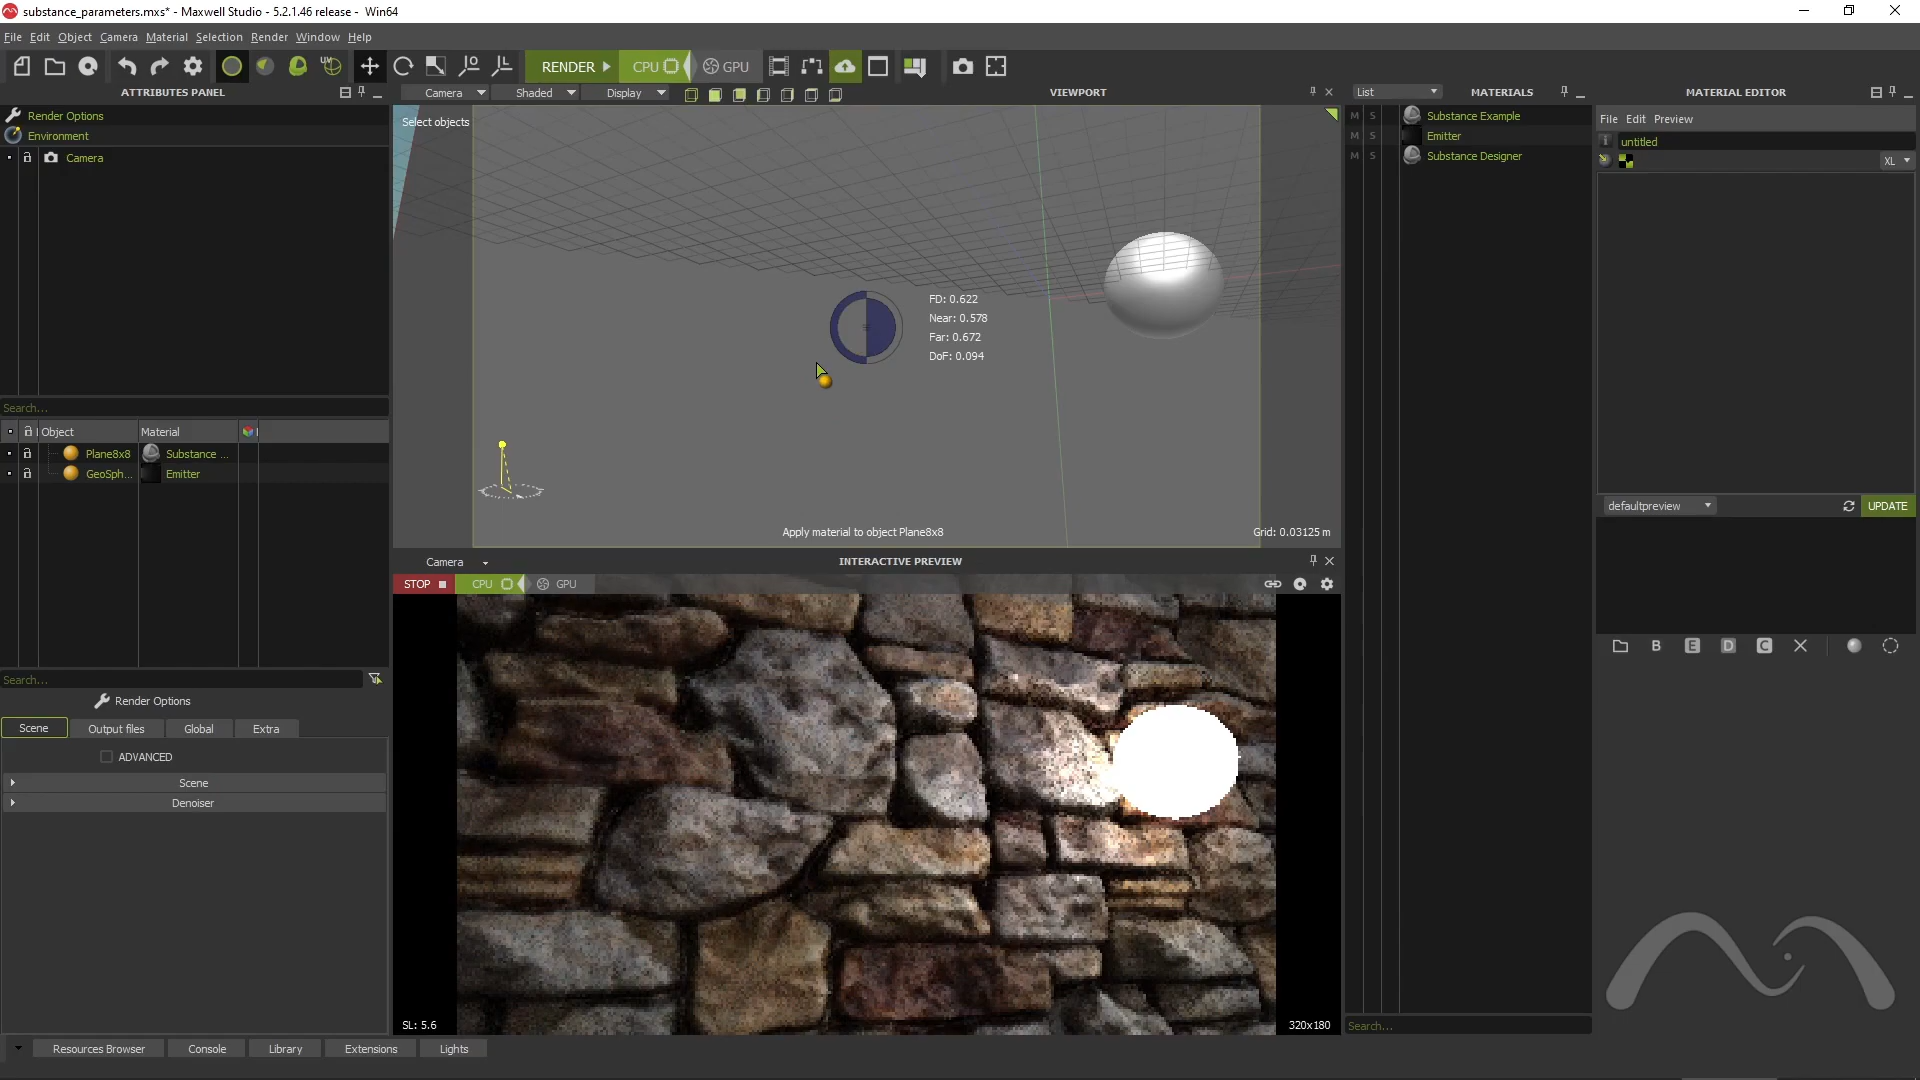 substance_parameters.mxs* - Maxwell Studio - 5.2.1.46 release - Win64
File Edit Object Camera Material Selection Render Window Help
UV
RENDER CPU GPU
ATTRIBUTES PANEL
Render Options
Environment
Camera
Search...
Object Material
Plane8x8 Substance ...
GeoSph... Emitter
Search...
Render Options
Scene Output files Global Extra
ADVANCED
Scene
Denoiser
Camera Shaded Display VIEWPORT
Select objects
FD: 0.622
Near: 0.578
Far: 0.672
DoF: 0.094
Apply material to object Plane8x8
Grid: 0.03125 m
Camera INTERACTIVE PREVIEW
STOP CPU GPU
SL: 5.6
320x180
List MATERIALS
M S Substance Example
M S Emitter
M S Substance Designer
Search...
MATERIAL EDITOR
File Edit Preview
untitled
XL
defaultpreview UPDATE
B E D C
Resources Browser Console Library Extensions Lights